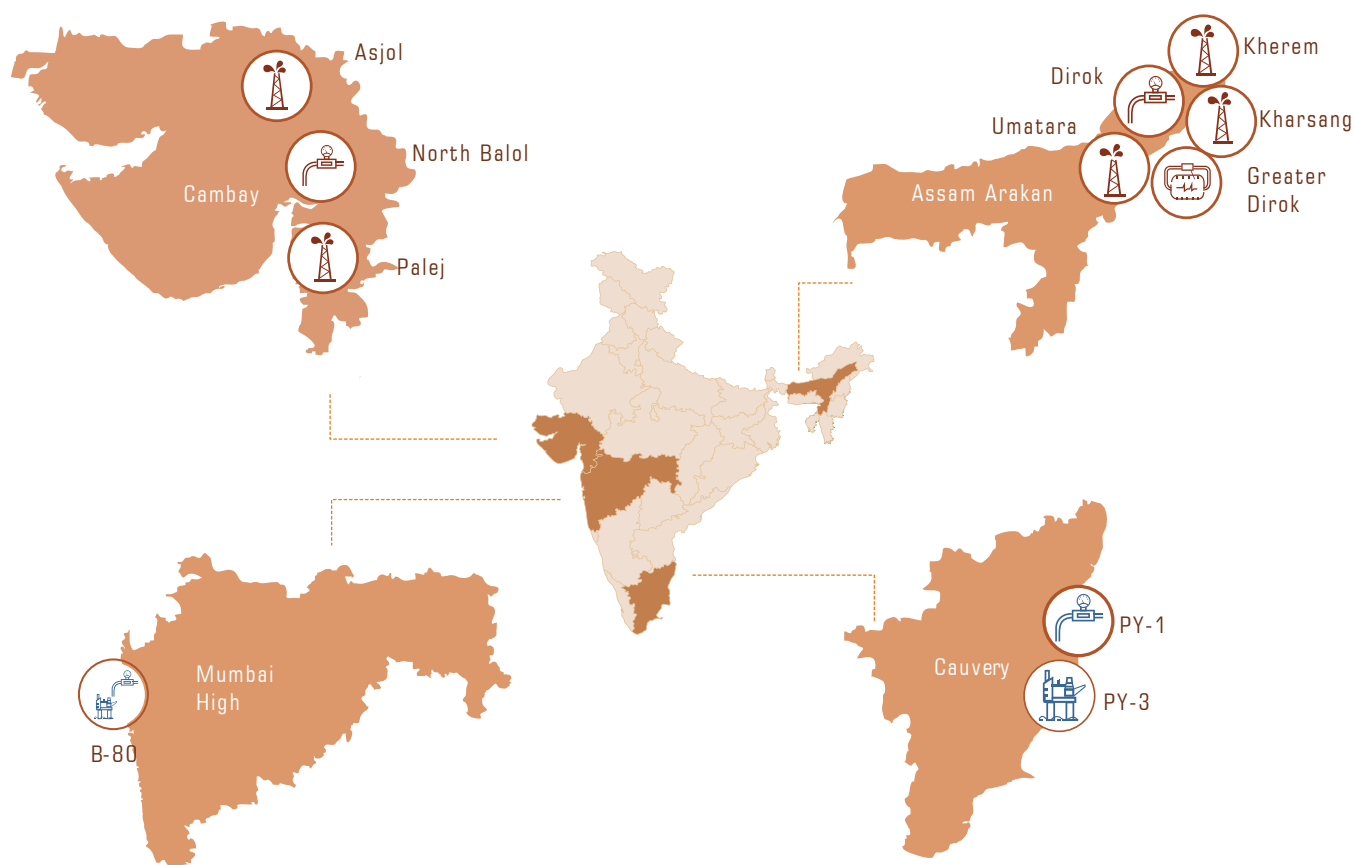 Asjol
North Balol
Cambay
Palej
Kherem
Dirok
Kharsang
Umatara
Greater
Dirok
Assam Arakan
Mumbai
High
B-80
PY-1
Cauvery
PY-3